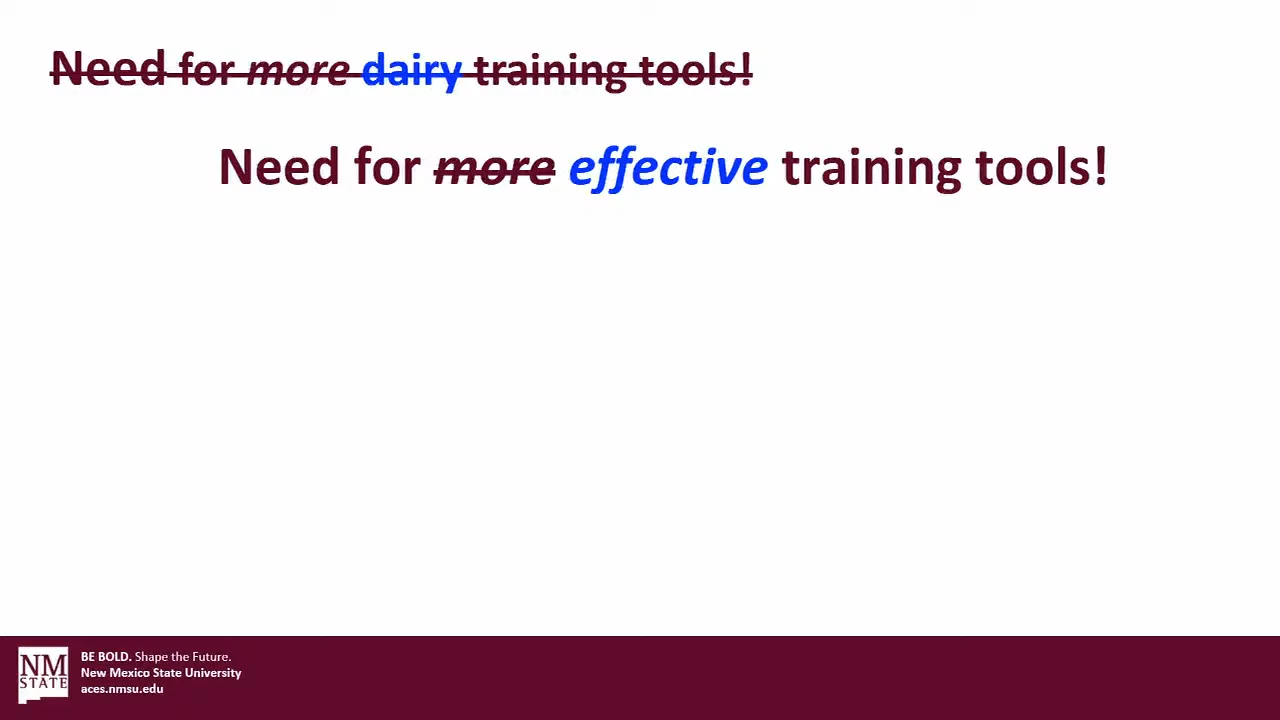 Need for more dairy training tools!
Need for more effective training tools!
NM
STATE
BE BOLD. Shape the Future.
New Mexico State University
aces.nmsu.edu